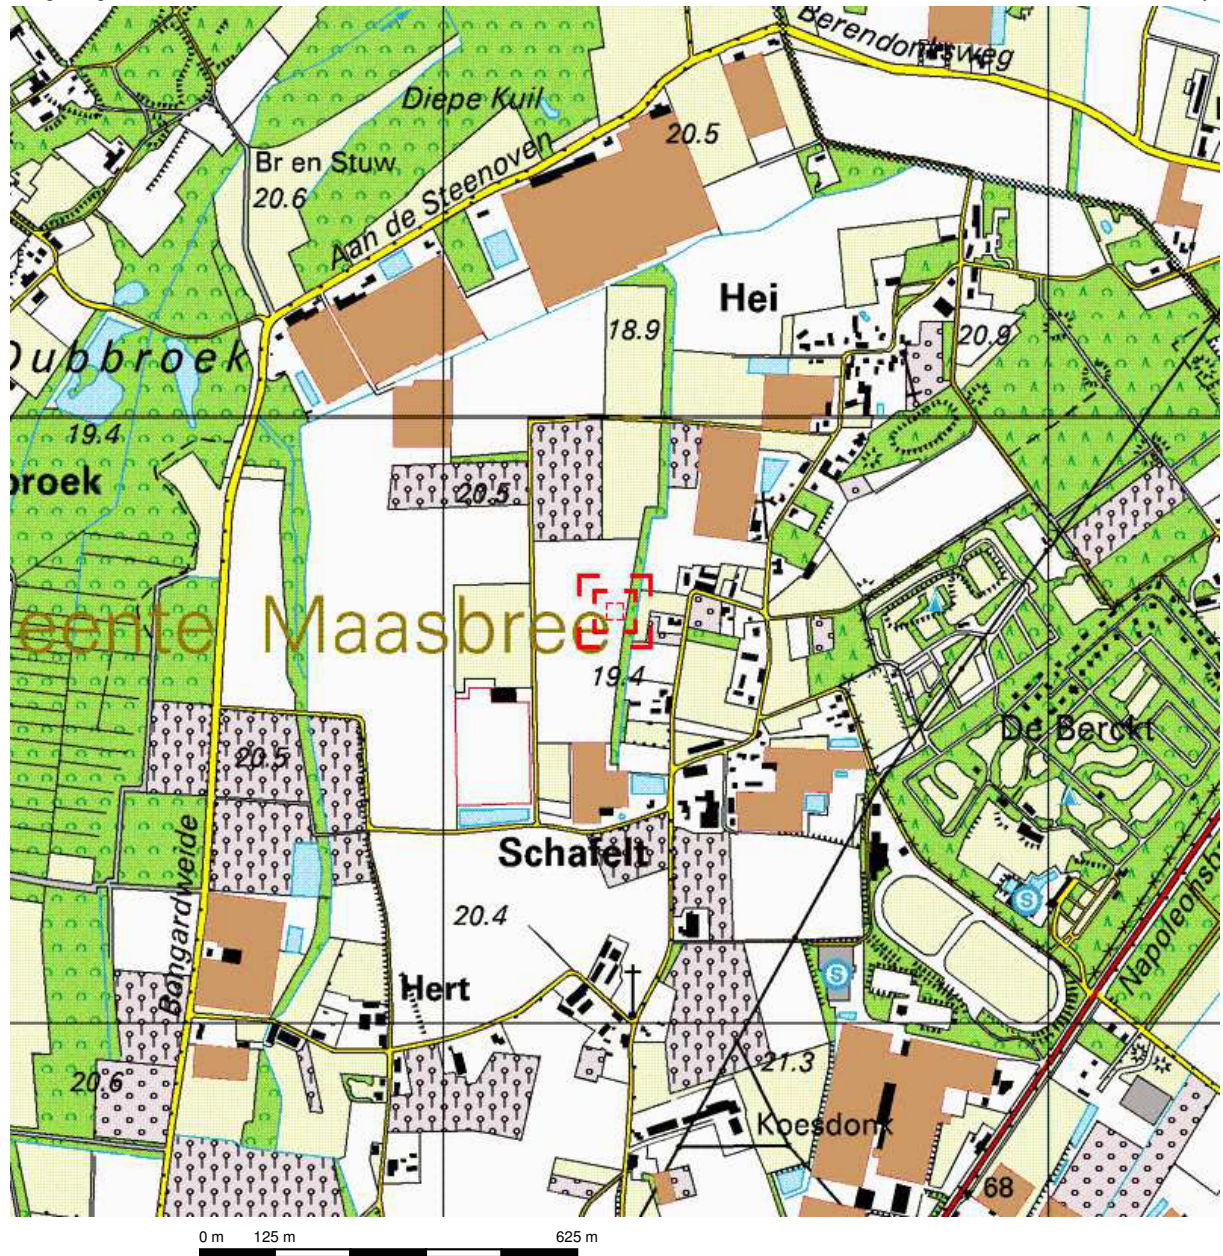 Berendonksweg
Diepe Kuil
20.5
Br en Stuw
20.6
Aan de Steenoven
Hei
18.9
20.9
Dubbroek
19.4
broek
20.5
eente Maasbree
19.4
De Berckt
20.5
Bongardweide
Schafelt
20.4
S
Napoleonsb
S
Hert
20.6
21.3
Koesdonk
68
0 m 125 m 625 m